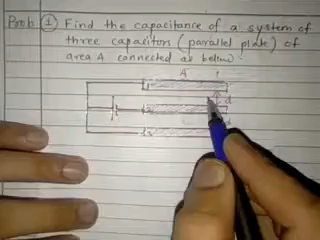 Prob ① Find the capacitance of a system of
three capacitors (parallel plate) of
area A connected as below.
A
d
d